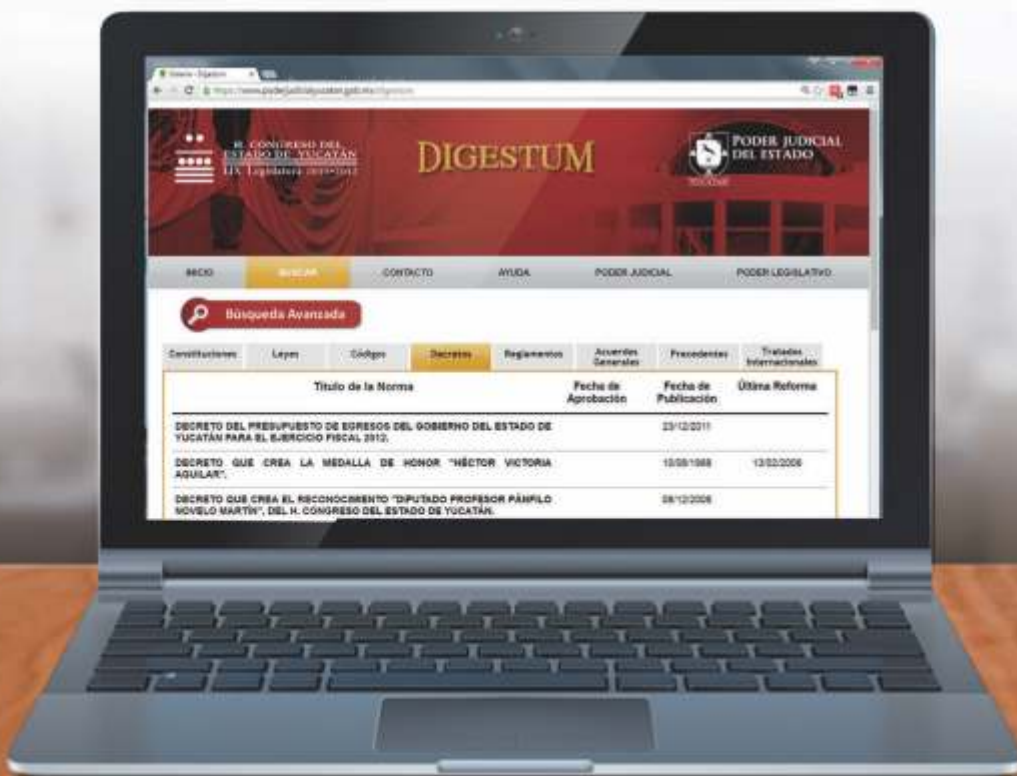 H. CONGRESO DEL
ESTADO DE YUCATÁN
LIX Legislatura
DIGESTUM
PODER JUDICIAL
DEL ESTADO
YUCATÁN
INICIO
BUSCAR
CONTACTO
AYUDA
PODER JUDICIAL
PODER LEGISLATIVO
Búsqueda Avanzada
Constituciones
Leyes
Códigos
Decretos
Reglamentos
Acuerdos
Generales
Precedentes
Tratados
Internacionales
Título de la Norma
Fecha de
Aprobación
Fecha de
Publicación
Última Reforma
DECRETO DEL PRESUPUESTO DE EGRESOS DEL GOBIERNO DEL ESTADO DE
YUCATÁN PARA EL EJERCICIO FISCAL 2012.
23/12/2011
DECRETO QUE CREA LA MEDALLA DE HONOR "HÉCTOR VICTORIA
AGUILAR".
DECRETO QUE CREA EL RECONOCIMIENTO "DIPUTADO PROFESOR PÁNFILO
NOVELO MARTÍN", DEL H. CONGRESO DEL ESTADO DE YUCATÁN.